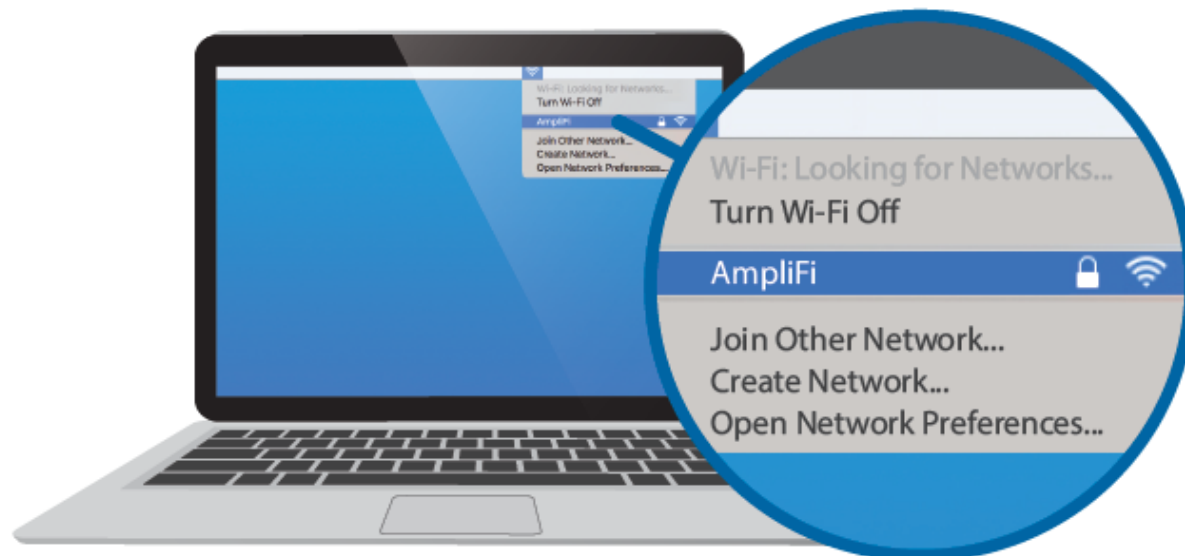 Wi-Fi: Looking for Networks...
Turn Wi-Fi Off
AmpliFi
Join Other Network...
Create Network...
Open Network Preferences...
Wi-Fi: Looking for Networks...
Turn Wi-Fi Off
AmpliFi
Join Other Network...
Create Network...
Open Network Preferences...